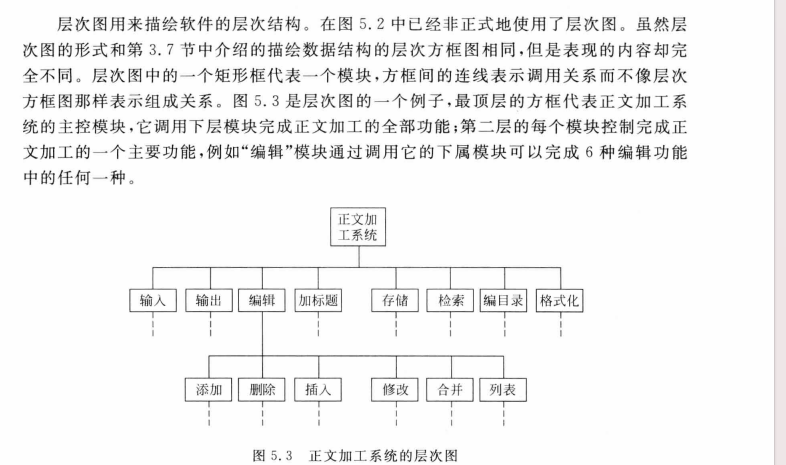 层次图用来描绘软件的层次结构。在图 5.2 中已经非正式地使用了层次图。虽然层
次图的形式和第 3.7 节中介绍的描绘数据结构的层次方框图相同,但是表现的内容却完
全不同。层次图中的一个矩形框代表一个模块,方框间的连线表示调用关系而不像层次
方框图那样表示组成关系。图 5.3 是层次图的一个例子,最顶层的方框代表正文加工系
统的主控模块,它调用下层模块完成正文加工的全部功能;第二层的每个模块控制完成正
文加工的一个主要功能,例如“编辑”模块通过调用它的下属模块可以完成 6 种编辑功能
中的任何一种。
正文加
工系统
输入 输出 编辑 加标题 存储 检索 编目录 格式化
添加 删除 插入 修改 合并 列表
图 5.3 正文加工系统的层次图